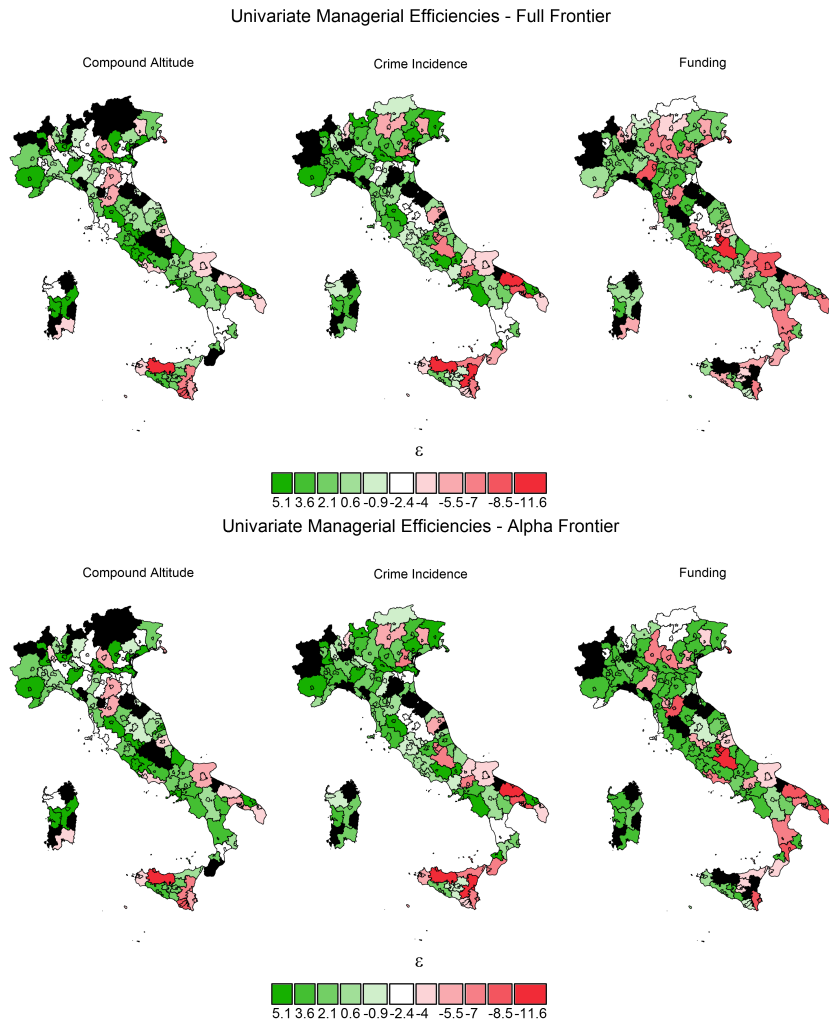 Univariate Managerial Efficiencies - Full Frontier
Compound Altitude Crime Incidence Funding
ε
5.1 3.6 2.1 0.6 -0.9 -2.4 -4 -5.5 -7 -8.5 -11.6
Univariate Managerial Efficiencies - Alpha Frontier
Compound Altitude Crime Incidence Funding
ε
5.1 3.6 2.1 0.6 -0.9 -2.4 -4 -5.5 -7 -8.5 -11.6